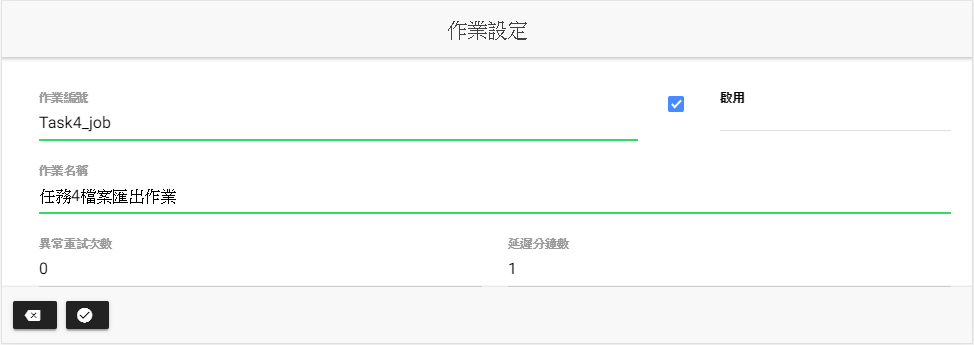 作業設定
作業編號
啟用
Task4_job
作業名稱
任務4檔案匯出作業
異常重試次數
延遲分鐘數
0
1